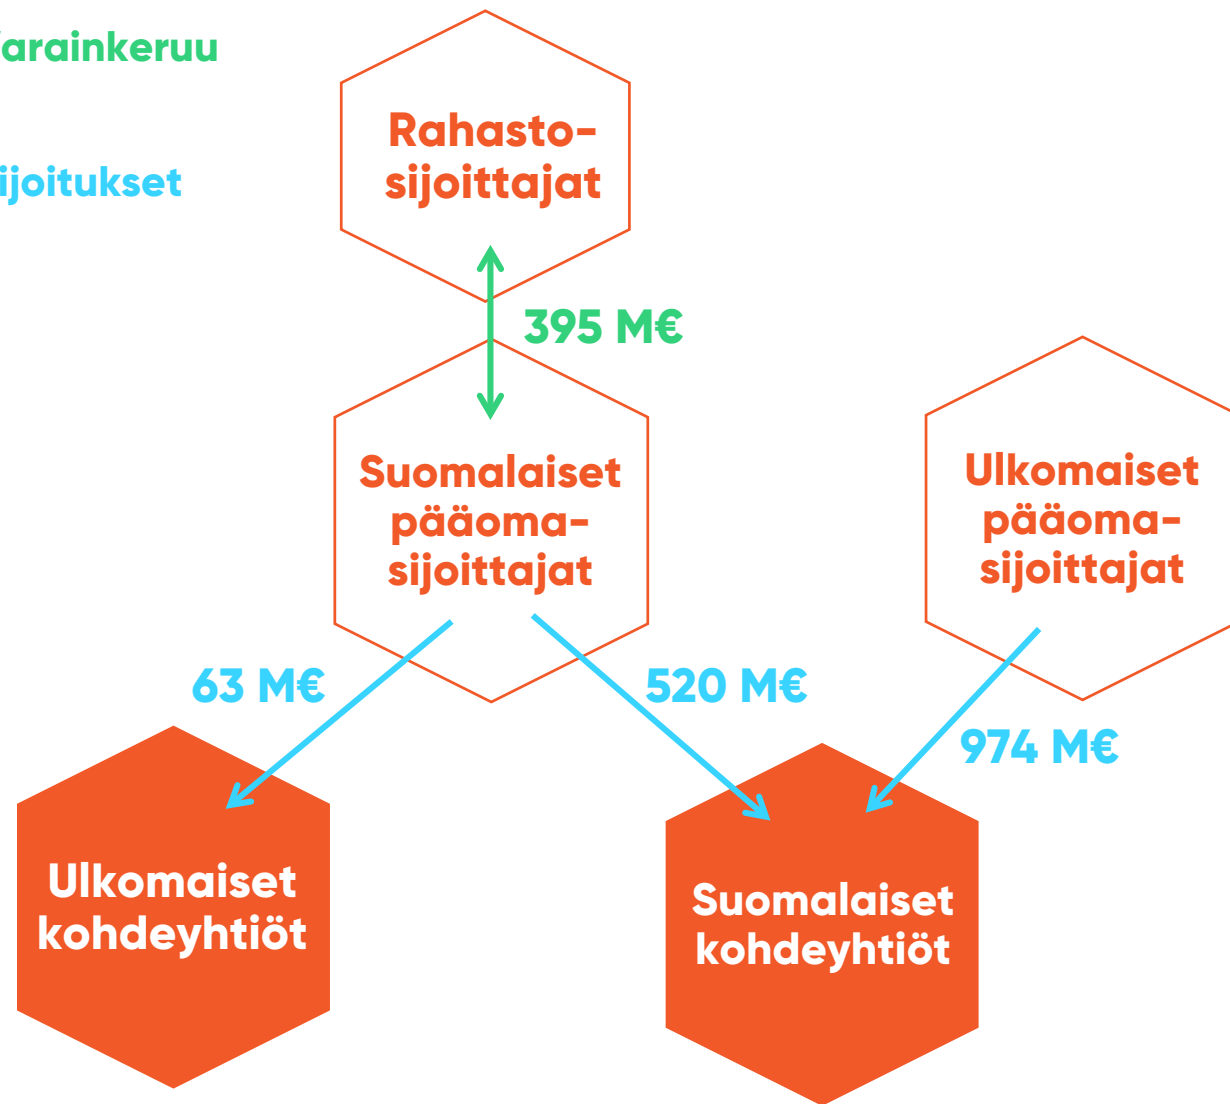 arainkeruu
ijoitukset
Rahasto-
sijoittajat
395 M€
Suomalaiset
pääoma-
sijoittajat
Ulkomaiset
pääoma-
sijoittajat
63 M€
520 M€
974 M€
Ulkomaiset
kohdeyhtiöt
Suomalaiset
kohdeyhtiöt